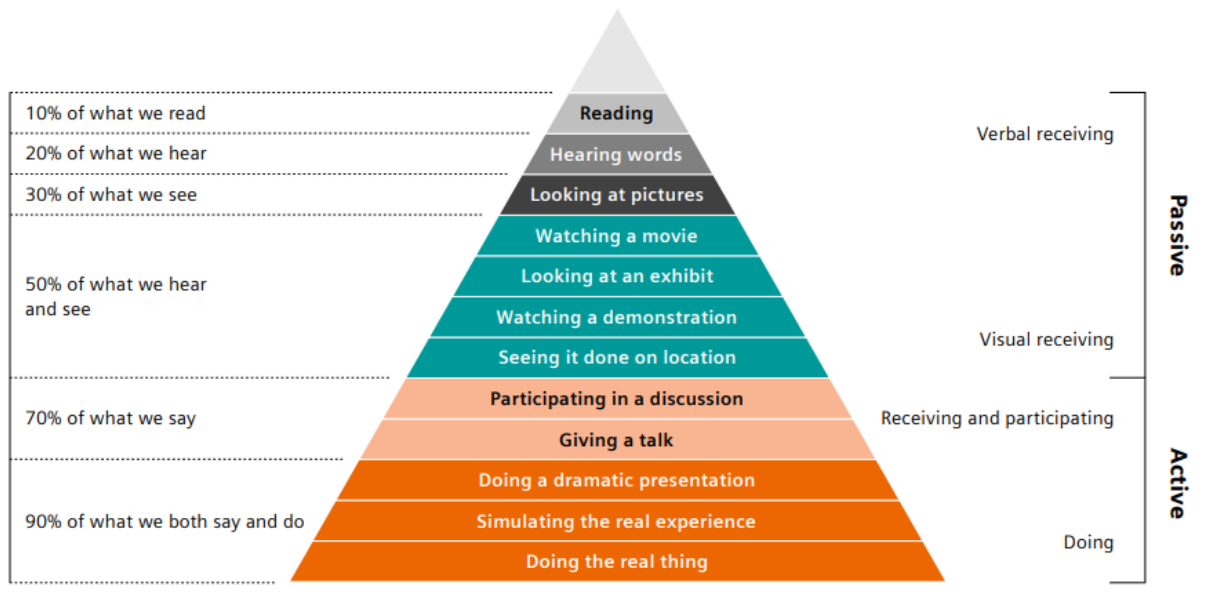 10% of what we read
Reading
Verbal receiving
20% of what we hear
Hearing words
30% of what we see
Looking at pictures
Passive
Watching a movie
50% of what we hear
and see
Looking at an exhibit
Watching a demonstration
Visual receiving
Seeing it done on location
70% of what we say
Participating in a discussion
Receiving and participating
Giving a talk
Active
Doing a dramatic presentation
90% of what we both say and do
Simulating the real experience
Doing
Doing the real thing